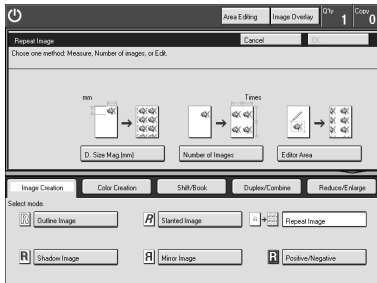 Area Editing Image Overlay Q'ty 1 Copy 0
Repeat Image Cancel OK
Chose one method: Measure, Number of images, or Edit.
mm Times
D. Size Mag.(mm) Number of Images Editor Area
Image Creation Color Creation Shift/Book Duplex/Combine Reduce/Enlarge
Select mode.
R Outline Image R Slanted Image Repeat Image
R Shadow Image R Mirror Image R Positive/Negative